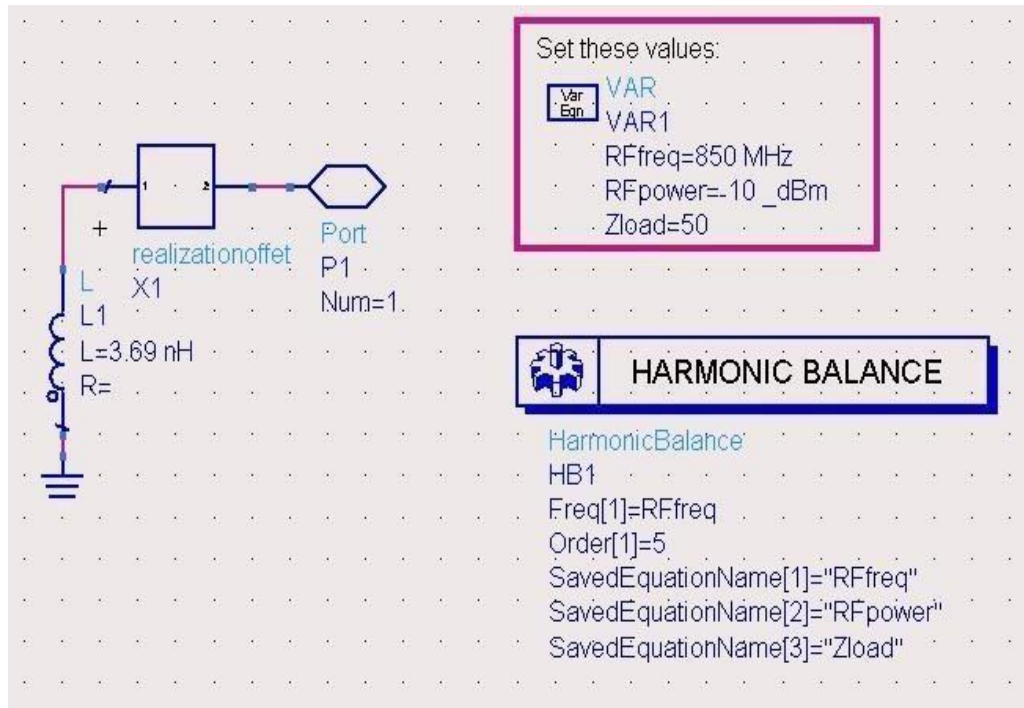 Set these values:
Var
Eqn
VAR
VAR1
RFfreq=850 MHz
RFpower=-10 _dBm
Zload=50
1
2
+
realizationoffet
X1
Port
P1
Num=1
L
L1
L=3.69 nH
R=
HARMONIC BALANCE
HarmonicBalance
HB1
Freq[1]=RFfreq
Order[1]=5
SavedEquationName[1]="RFfreq"
SavedEquationName[2]="RFpower"
SavedEquationName[3]="Zload"